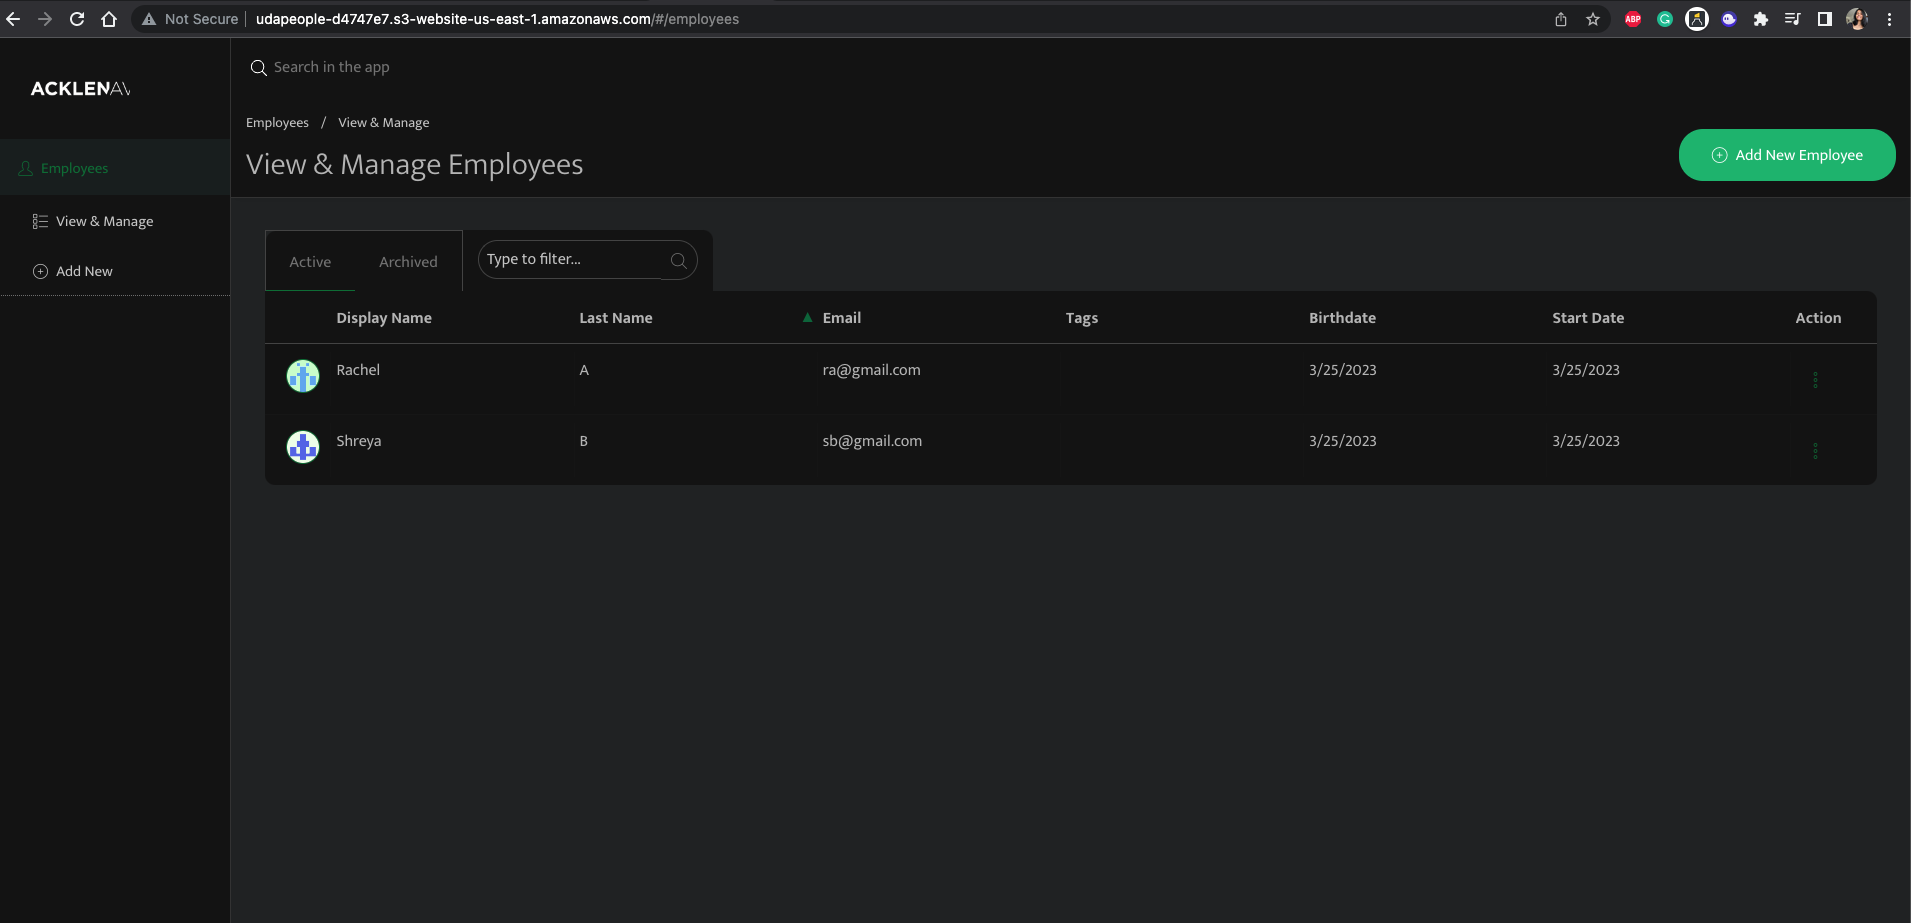 Not Secure | udapeople-d4747e7.s3-website-us-east-1.amazonaws.com/#/employees
ABP
G
ACKLENAV
Search in the app
Employees / View & Manage
View & Manage Employees
Add New Employee
Employees
View & Manage
Add New
Active Archived Type to filter...
Display Name Last Name Email Tags Birthdate Start Date Action
Rachel A ra@gmail.com 3/25/2023 3/25/2023
Shreya B sb@gmail.com 3/25/2023 3/25/2023